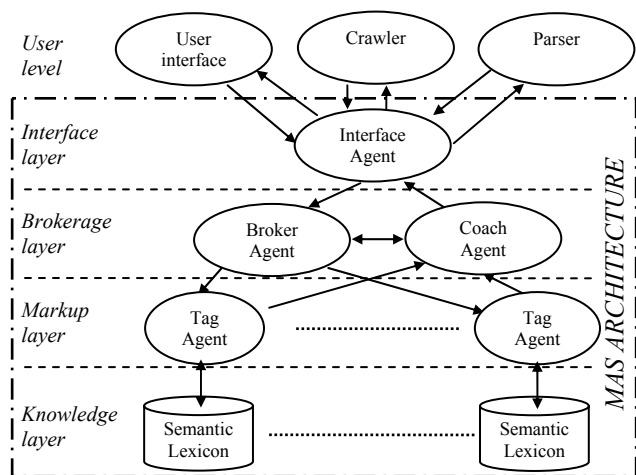 User
level
User
interface
Crawler
Parser
Interface
layer
Interface
Agent
Brokerage
layer
Broker
Agent
Coach
Agent
Markup
layer
Tag
Agent
Tag
Agent
Knowledge
layer
Semantic
Lexicon
Semantic
Lexicon
MAS ARCHITECTURE